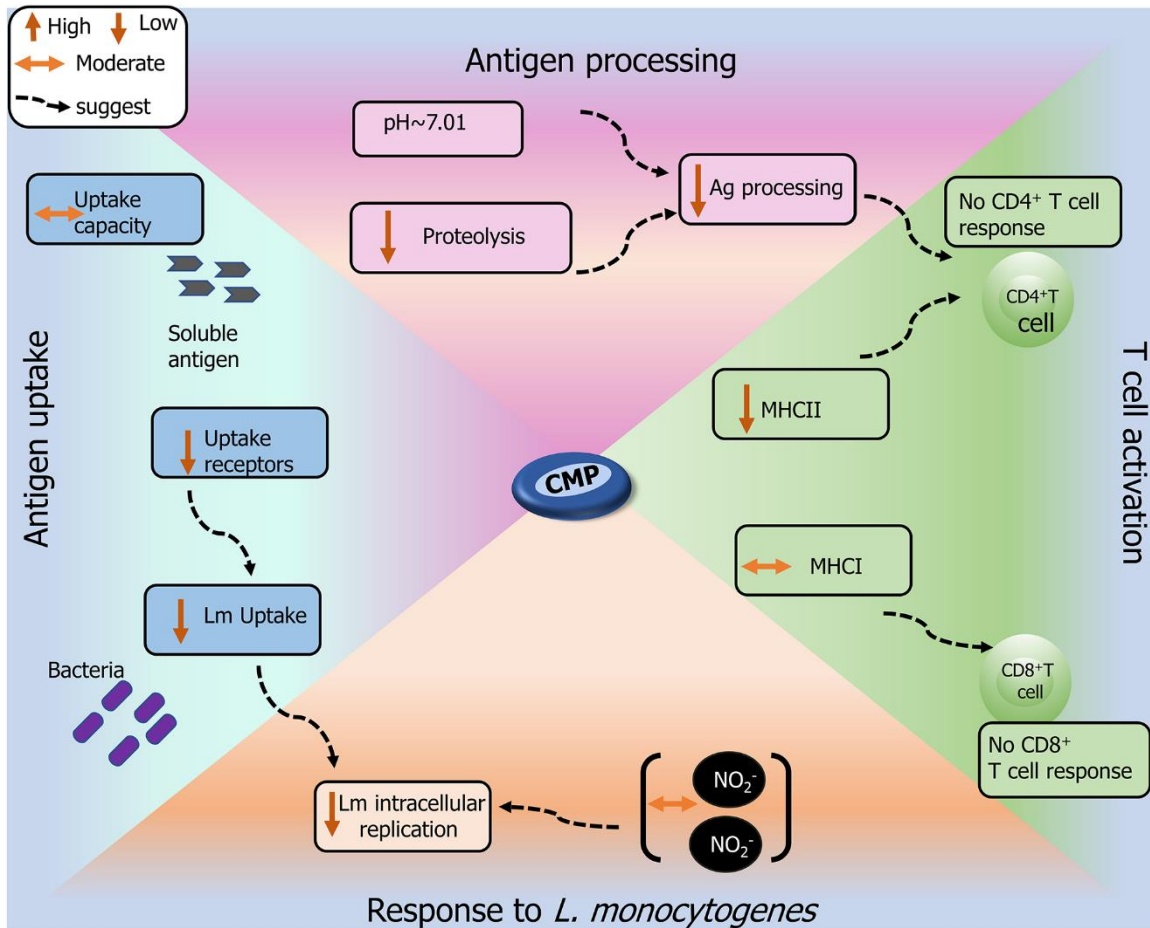 High Low
Moderate
suggest
Antigen processing
pH~7.01
Ag processing
Proteolysis
Uptake
capacity
Soluble
antigen
Antigen uptake
Uptake
receptors
Lm Uptake
Bacteria
No CD4⁺ T cell
response
CD4⁺T
cell
MHCII
T cell activation
CMP
MHCI
CD8⁺T
cell
No CD8⁺
T cell response
Lm intracellular
replication
NO₂⁻
NO₂⁻
Response to L. monocytogenes